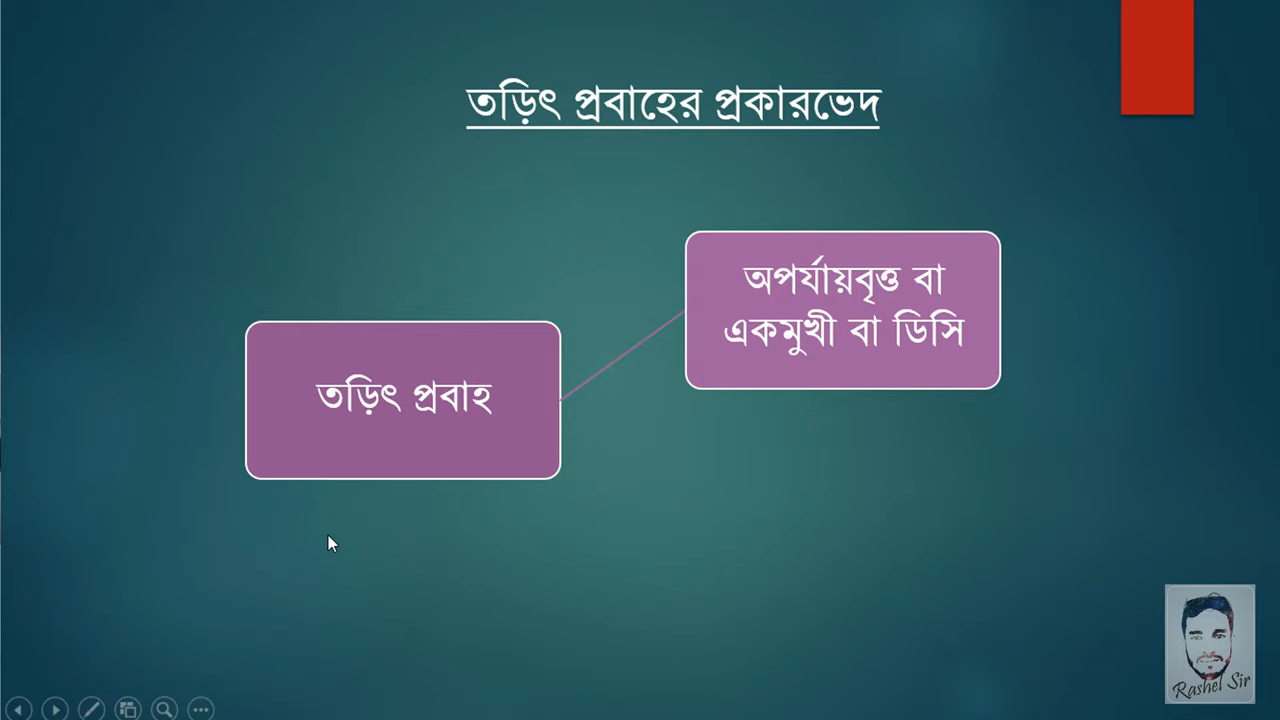 তড়িৎ প্রবাহের প্রকারভেদ
অপর্যায়বৃত্ত বা
একমুখী বা ডিসি
তড়িৎ প্রবাহ
Rashel Sir